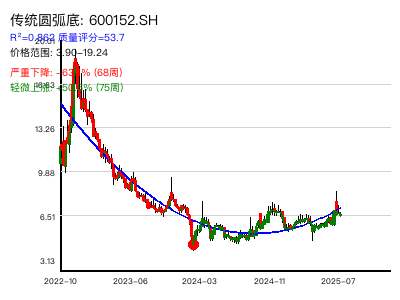 传统圆弧底: 600152.SH
R²=0.862 质量评分=53.7
价格范围: 3.90-19.24
严重下降: (68周)
轻微上涨: (75周)
13.26
9.88
6.51
3.13
2022-10
2023-06
2024-03
2024-11
2025-07